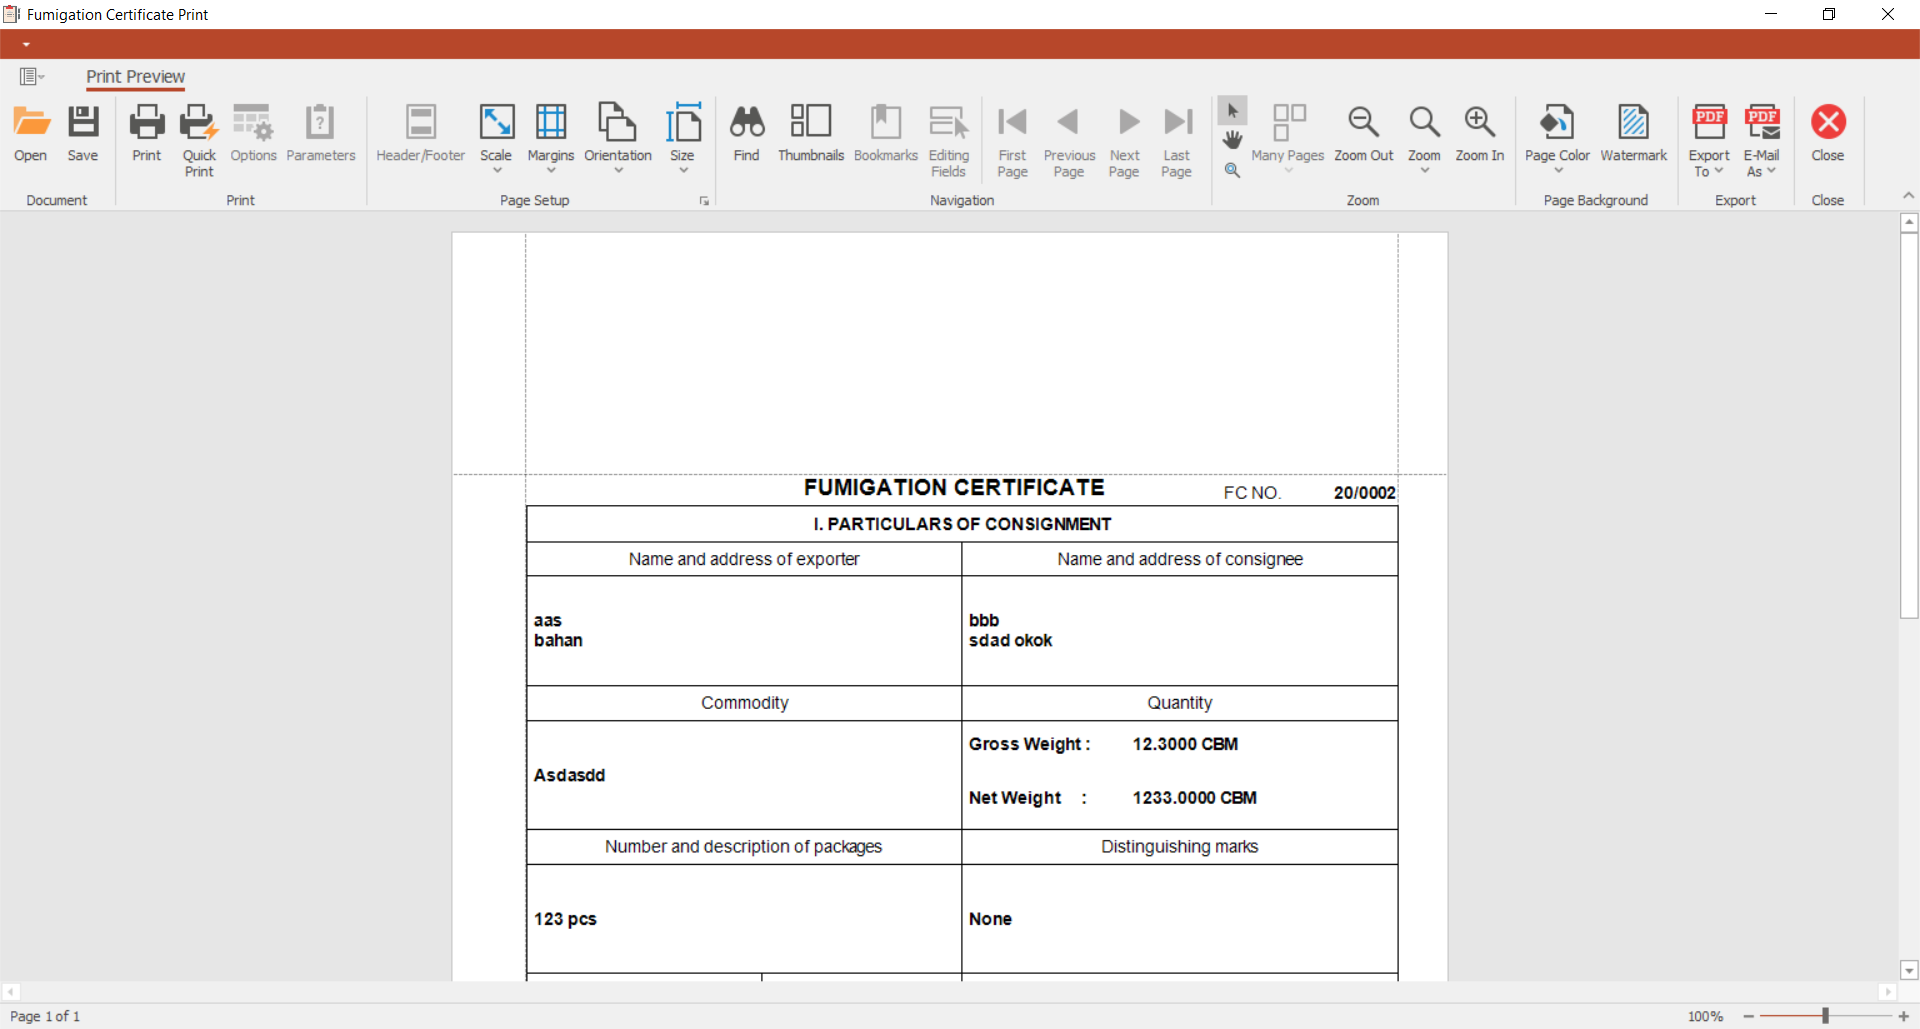 Fumigation Certificate Print
Print Preview
Open
Save
Print
Quick Print
Options
Parameters
Header/Footer
Scale
Margins
Orientation
Size
Find
Thumbnails
Bookmarks
Editing Fields
First Page
Previous Page
Next Page
Last Page
Many Pages
Zoom Out
Zoom
Zoom In
Page Color
Watermark
PDF
Export To
PDF
E-Mail As
Close
Document
Print
Page Setup
Navigation
Zoom
Page Background
Export
Close
FUMIGATION CERTIFICATE FC NO. 20/0002
I. PARTICULARS OF CONSIGNMENT
Name and address of exporter
Name and address of consignee
aas
bahan
bbb
sdad okok
Commodity
Quantity
Asdasdd
Gross Weight : 12.3000 CBM
Net Weight : 1233.0000 CBM
Number and description of packages
Distinguishing marks
123 pcs
None
Page 1 of 1
100%